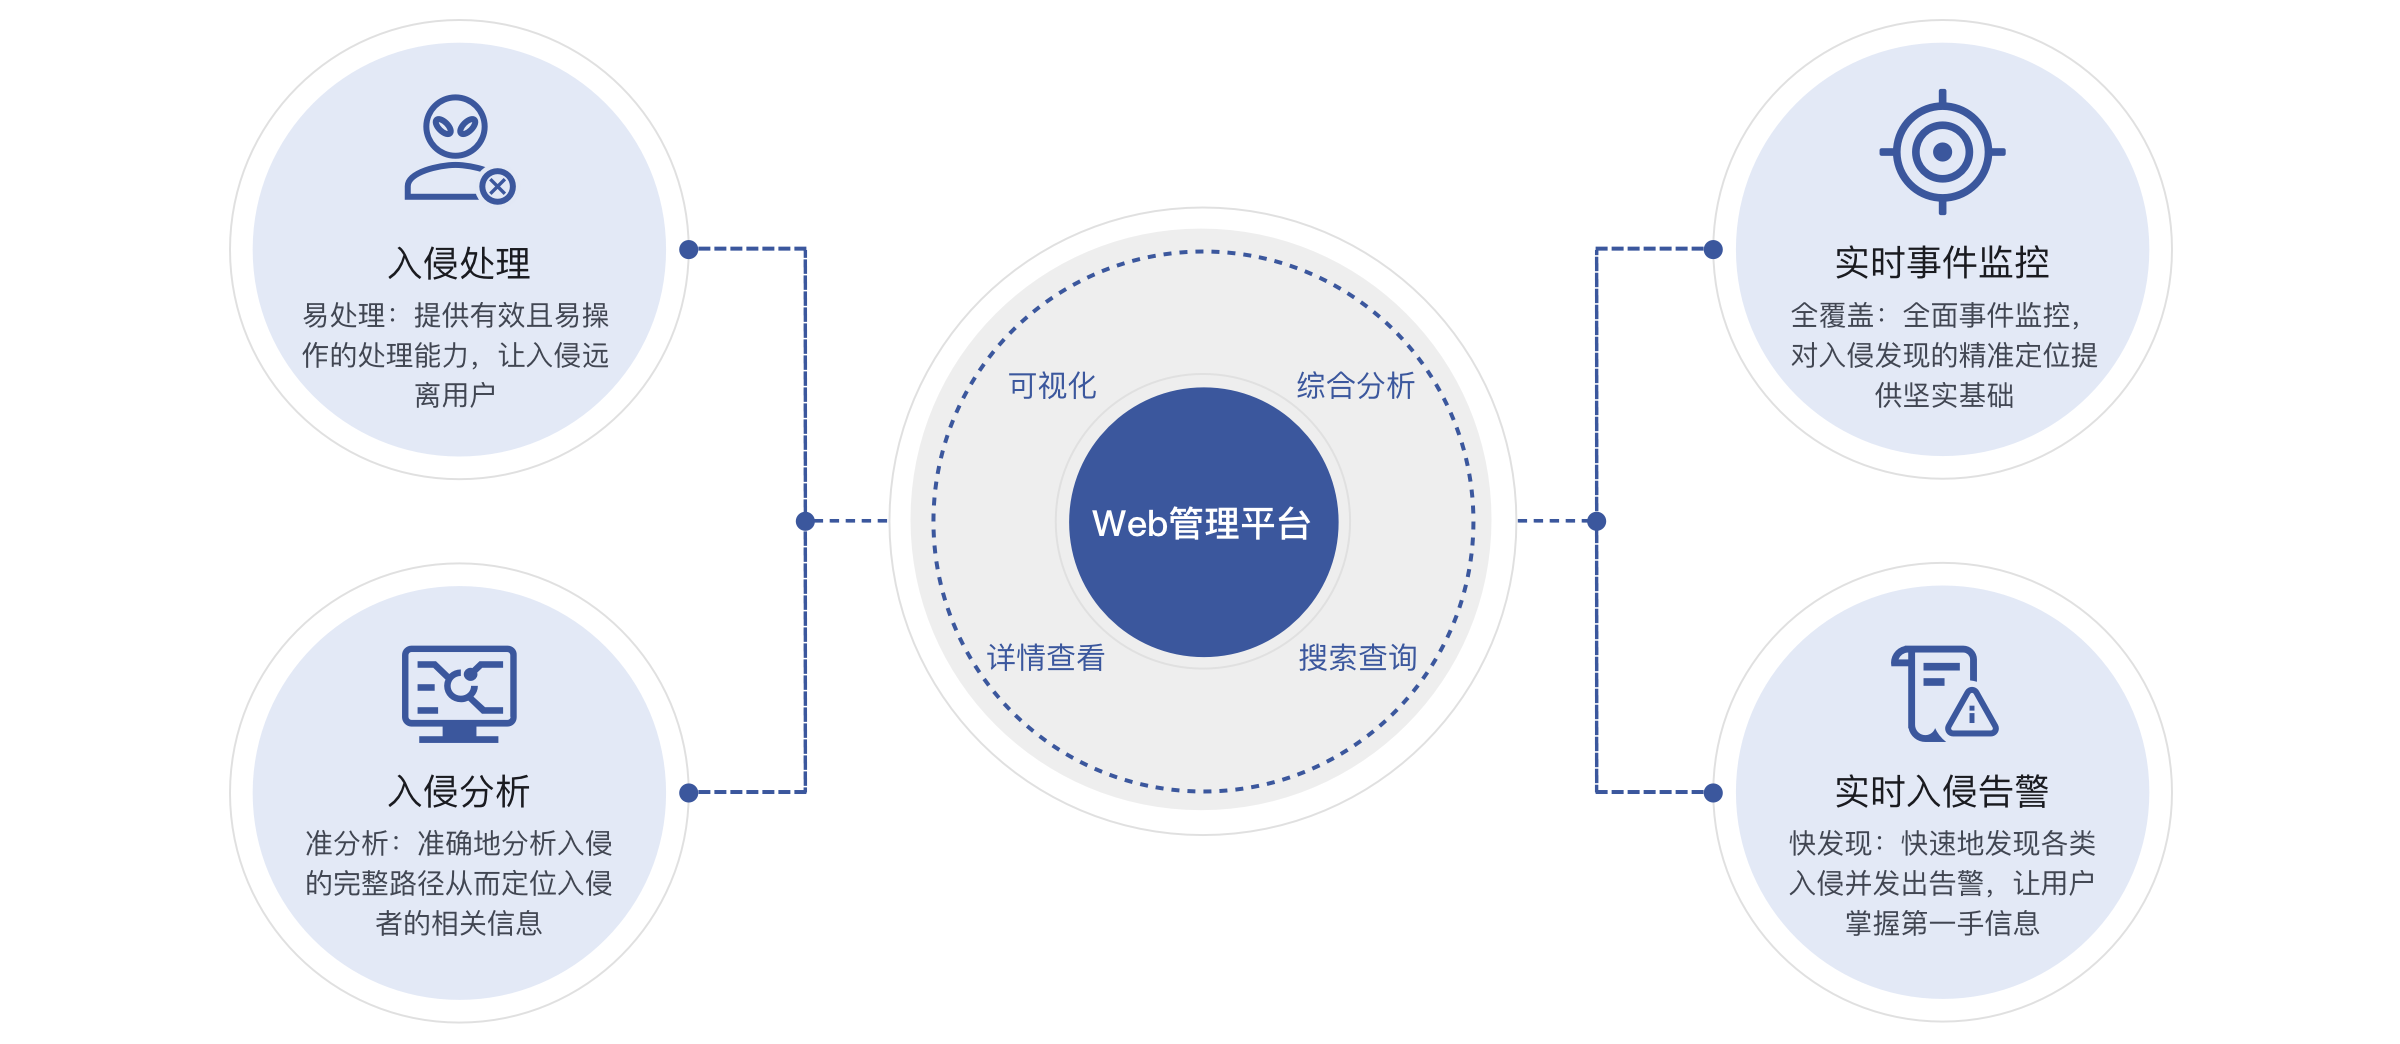 入侵处理
易处理：提供有效且易操
作的处理能力，让入侵远
离用户
入侵分析
准分析：准确地分析入侵
的完整路径从而定位入侵
者的相关信息
可视化
综合分析
Web管理平台
详情查看
搜索查询
实时事件监控
全覆盖：全面事件监控，
对入侵发现的精准定位提
供坚实基础
实时入侵告警
快发现：快速地发现各类
入侵并发出告警，让用户
掌握第一手信息